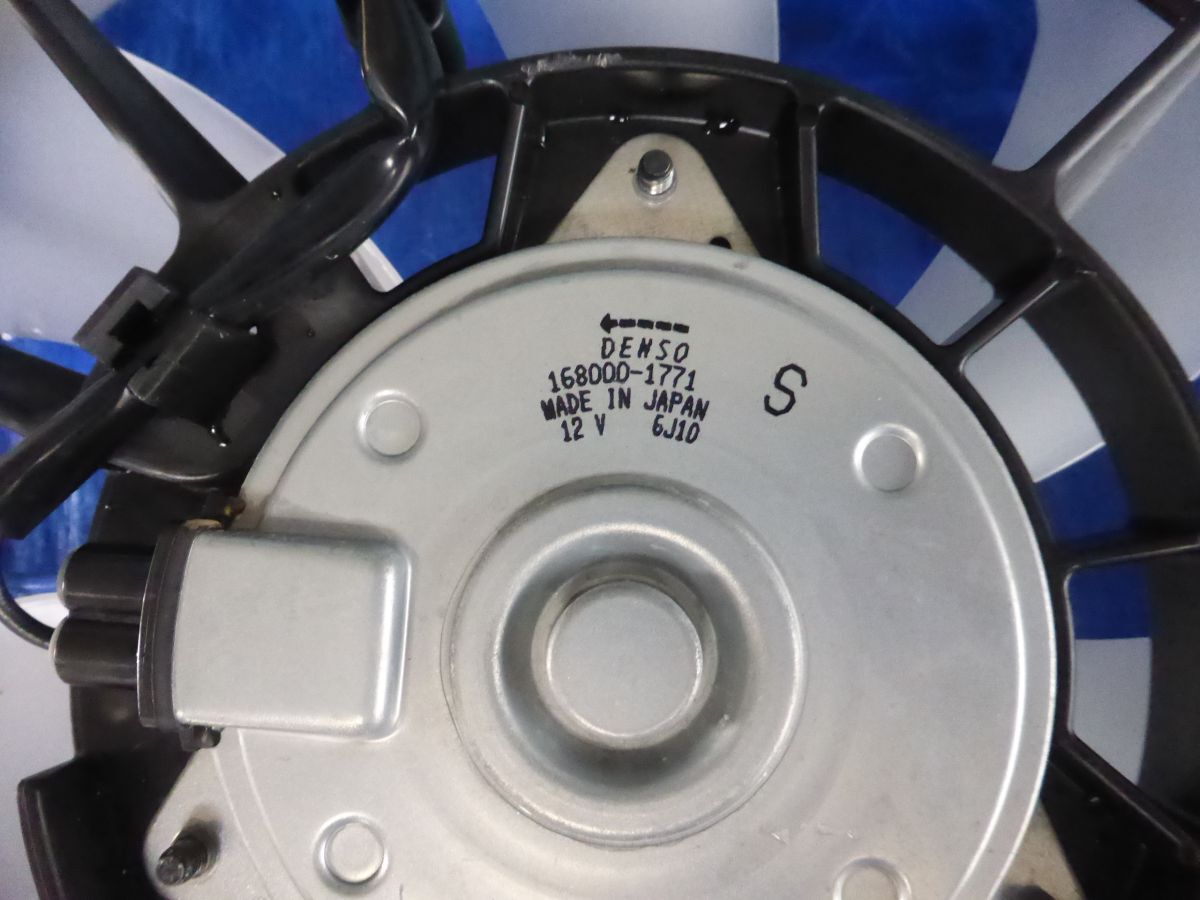 DENSO
168000-1771
MADE IN JAPAN
12 V 6J10
S